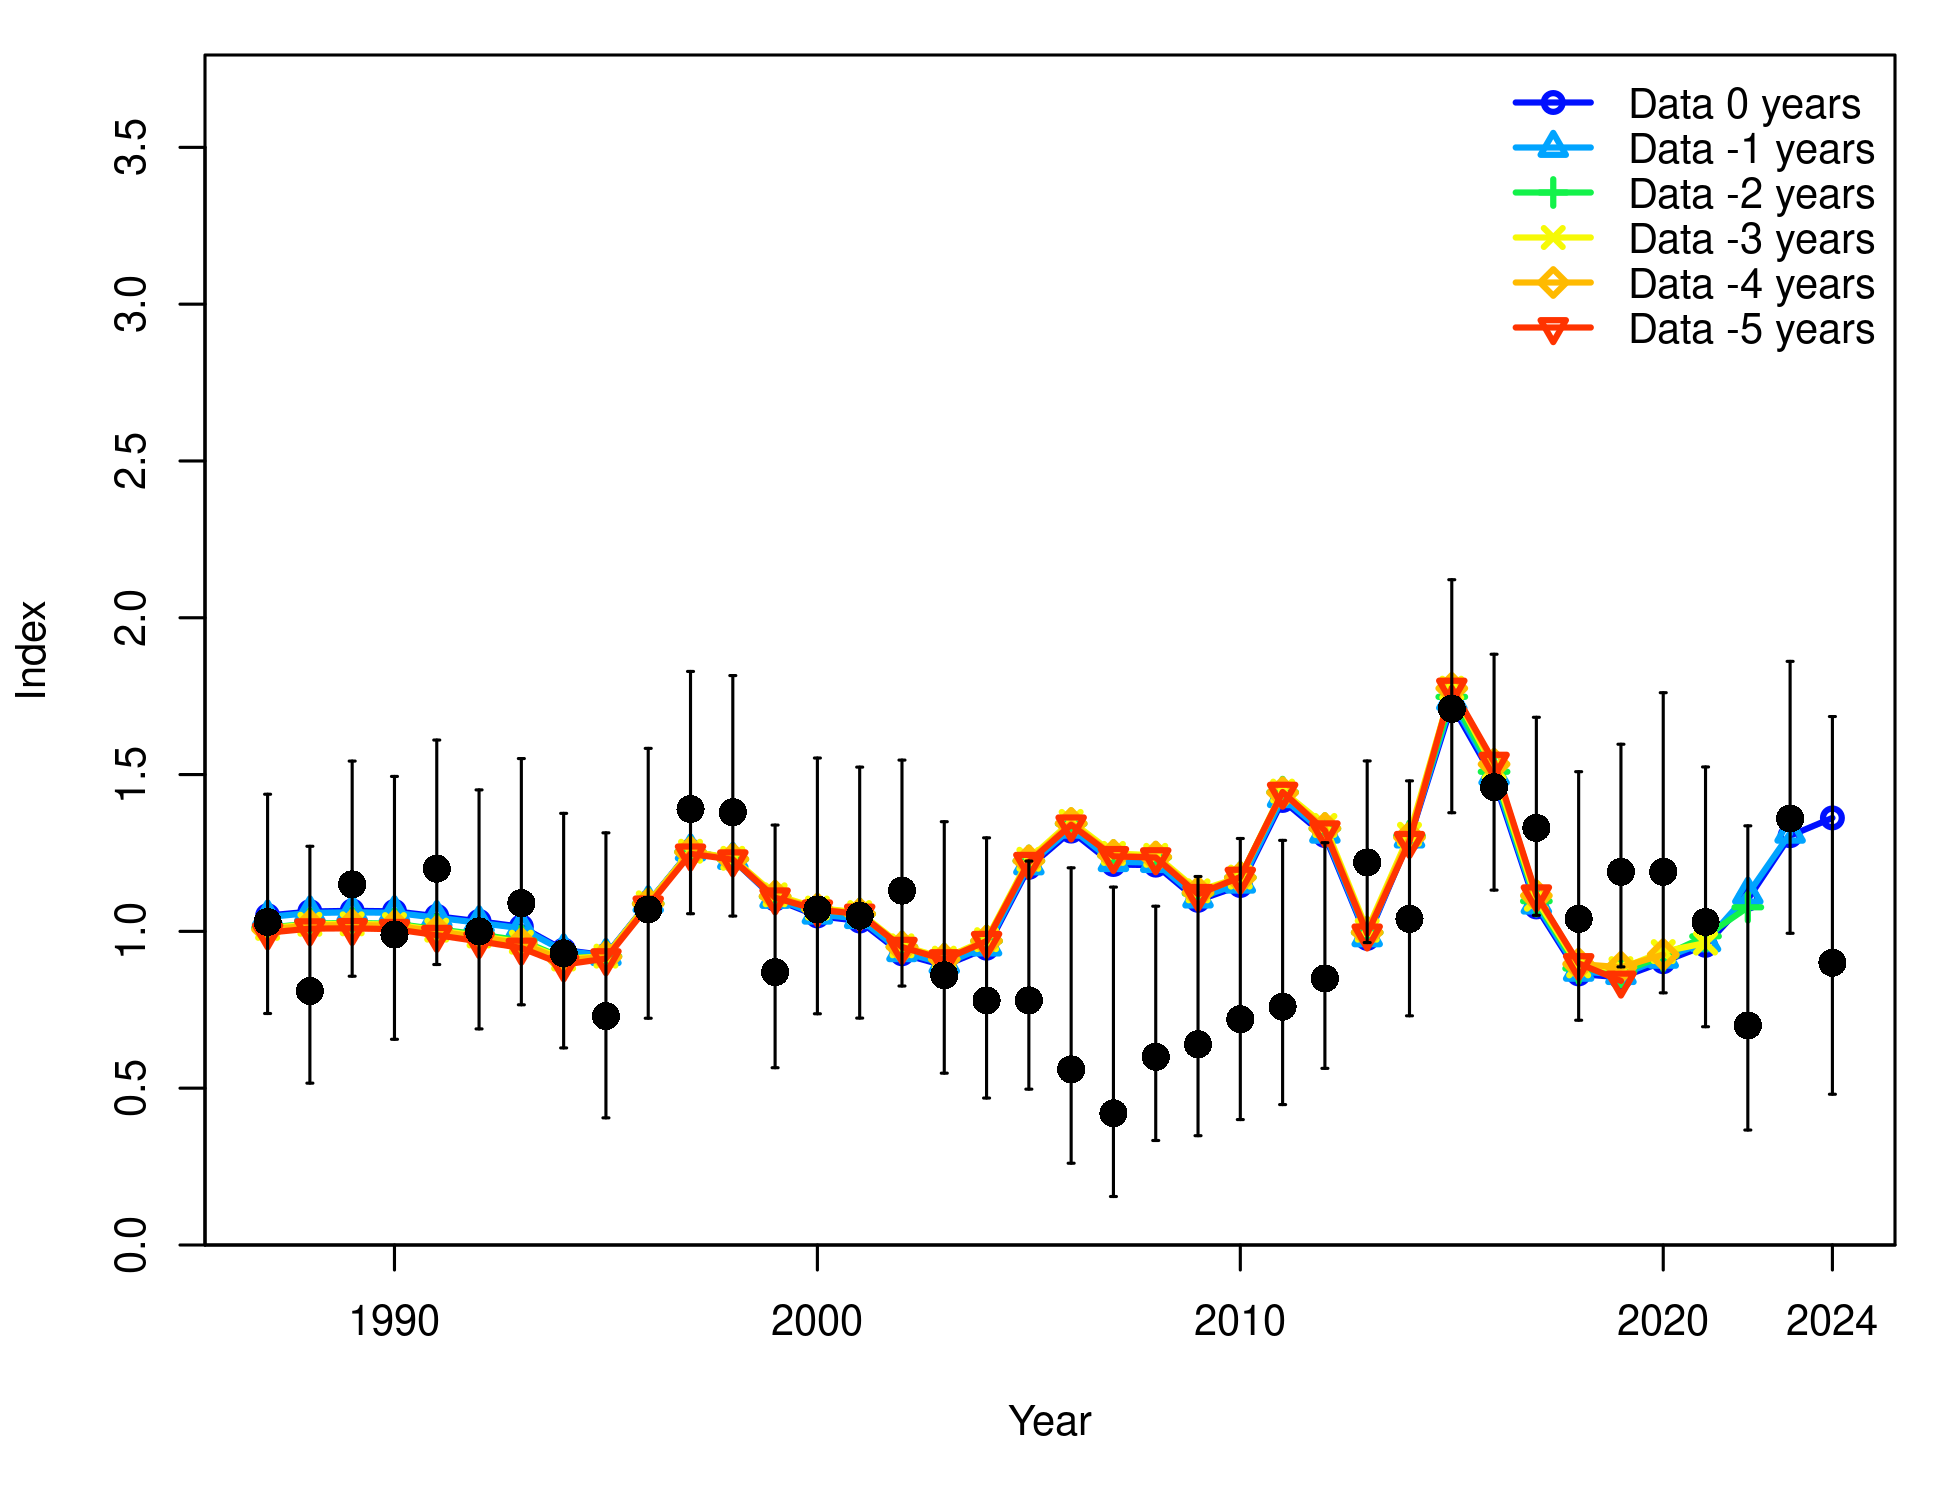 Data 0 years
Data -1 years
Data -2 years
Data -3 years
Data -4 years
Data -5 years
3.5
3.0
2.5
2.0
1.5
1.0
0.5
0.0
Index
1990 2000 2010 2020 2024
Year